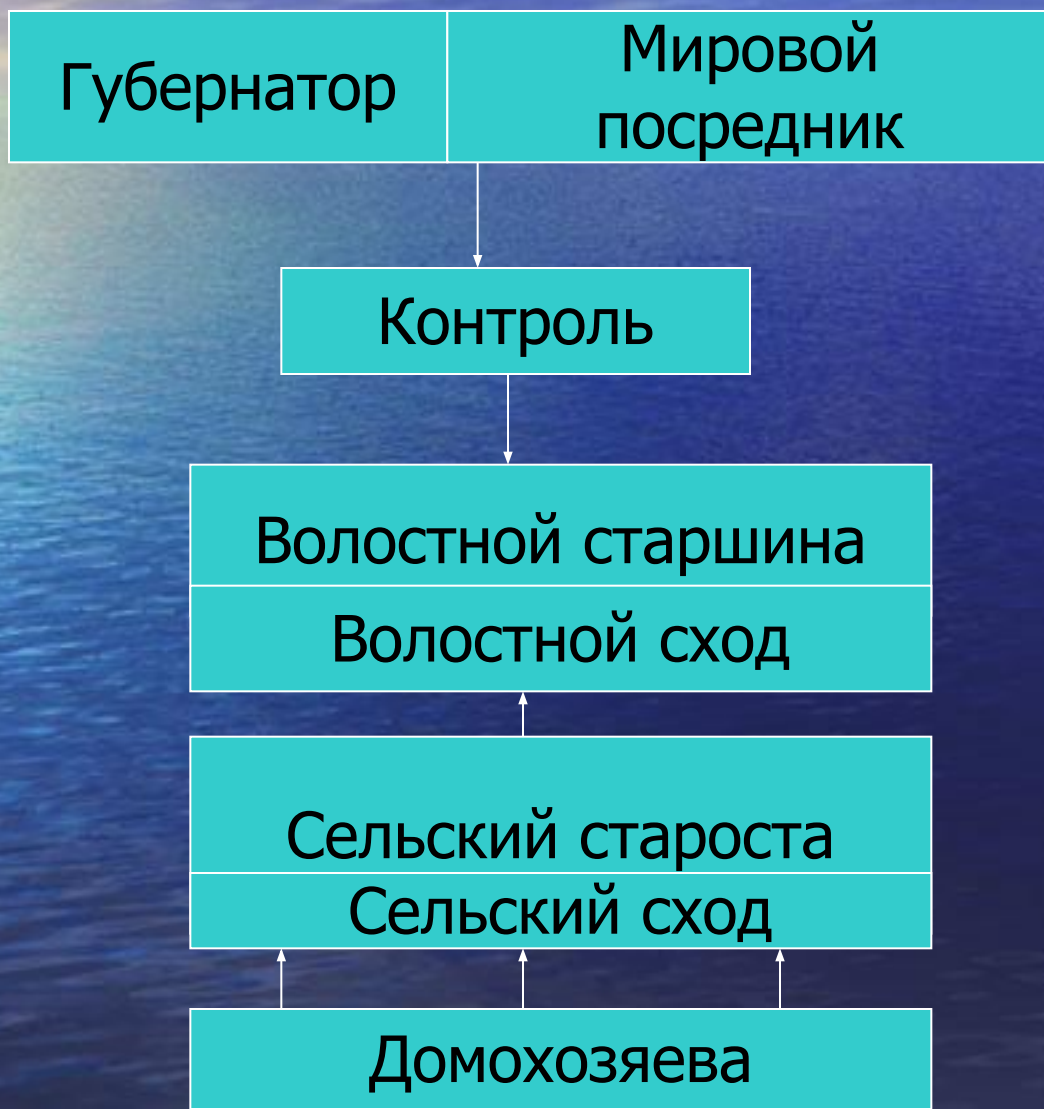 Губернатор
Мировой
посредник
Контроль
Волостной старшина
Волостной сход
Сельский староста
Сельский сход
Домохозяева